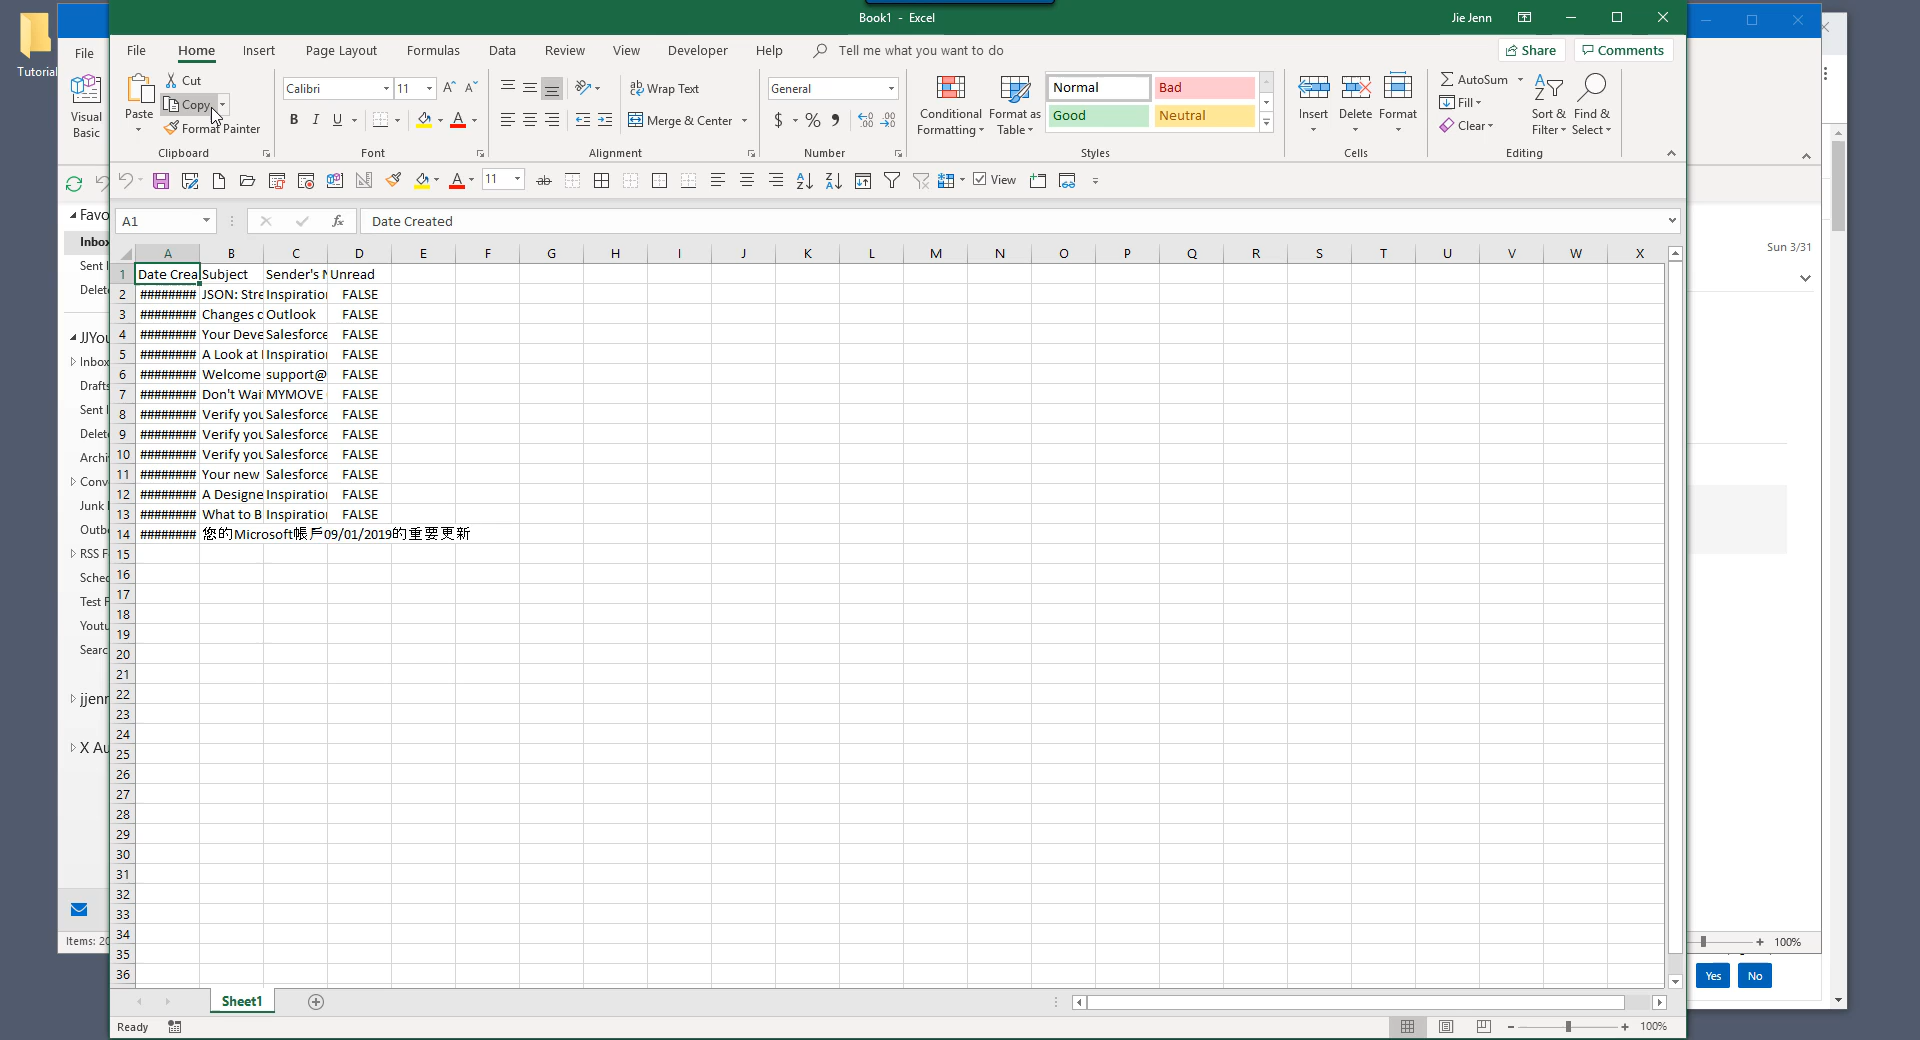 Book1 - Excel
Jie Jenn
Tutorial
File
File Home Insert Page Layout Formulas Data Review View Developer Help Tell me what you want to do
Share Comments
Visual
Basic
Paste
Cut
Copy
Format Painter
Clipboard
Calibri 11
B I U
Font
Wrap Text
Merge & Center
Alignment
General
$ % 9
Number
Conditional
Formatting
Format as
Table
Normal Bad
Good Neutral
Styles
Insert Delete Format
Cells
AutoSum
Fill
Clear
Sort &
Filter
Find &
Select
Editing
11 ab View
A1 fx Date Created
A B C D E F G H I J K L M N O P Q R S T U V W X
1 Date Crea Subject Sender's N Unread
2 ######## JSON: Stre Inspiration FALSE
3 ######## Changes c Outlook FALSE
4 ######## Your Deve Salesforce FALSE
5 ######## A Look at Inspiration FALSE
6 ######## Welcome support@ FALSE
7 ######## Don't Wai MYMOVE FALSE
8 ######## Verify you Salesforce FALSE
9 ######## Verify you Salesforce FALSE
10 ######## Verify you Salesforce FALSE
11 ######## Your new Salesforce FALSE
12 ######## A Designe Inspiration FALSE
13 ######## What to B Inspiration FALSE
14 ######## 您的Microsoft帳戶09/01/2019的重要更新
15
16
17
18
19
20
21
22
23
24
25
26
27
28
29
30
31
32
33
34
35
36
Favo
Inbo
Sent I
Delet
JJYou
Inbox
Drafts
Sent I
Delet
Archi
Conv
Junk
Outb
RSS F
Sched
Test F
Youtu
Searc
jjenn
X Au
Items: 20
Sun 3/31
100%
Yes No
Sheet1
Ready
100%